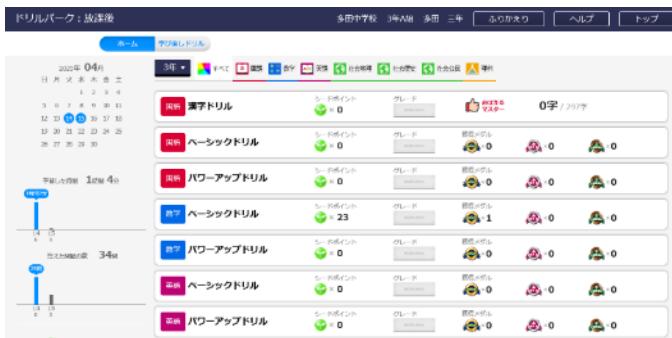 ドリルパーク:放課後
多田中学校 3年A組 多田 三年 ふりかえり ヘルプ トップ
ホーム 学び直しドリル
2020年 04月
日 月 火 水 木 金 土
1 2 3 4
5 6 7 8 9 10 11
12 13 14 15 16 17 18
19 20 21 22 23 24 25
26 27 28 29 30
3年 すべて 国語 数学 英語 社会地理 社会歴史 社会公民 理科
国語 漢字ドリル シードポイント × 0 グレード おぼえる マスター 0字 / 297字
国語 ベーシックドリル シードポイント × 0 グレード 獲得メダル ×0 ×0 ×0
国語 パワーアップドリル シードポイント × 0 グレード 獲得メダル ×0 ×0 ×0
数学 ベーシックドリル シードポイント × 23 グレード 獲得メダル ×1 ×0 ×0
数学 パワーアップドリル シードポイント × 0 グレード 獲得メダル ×0 ×0 ×0
英語 ベーシックドリル シードポイント × 0 グレード 獲得メダル ×0 ×0 ×0
英語 パワーアップドリル シードポイント × 0 グレード 獲得メダル ×0 ×0 ×0
学習した時間 1時間 4分
14 15
答えた問題の数 34問
14 15